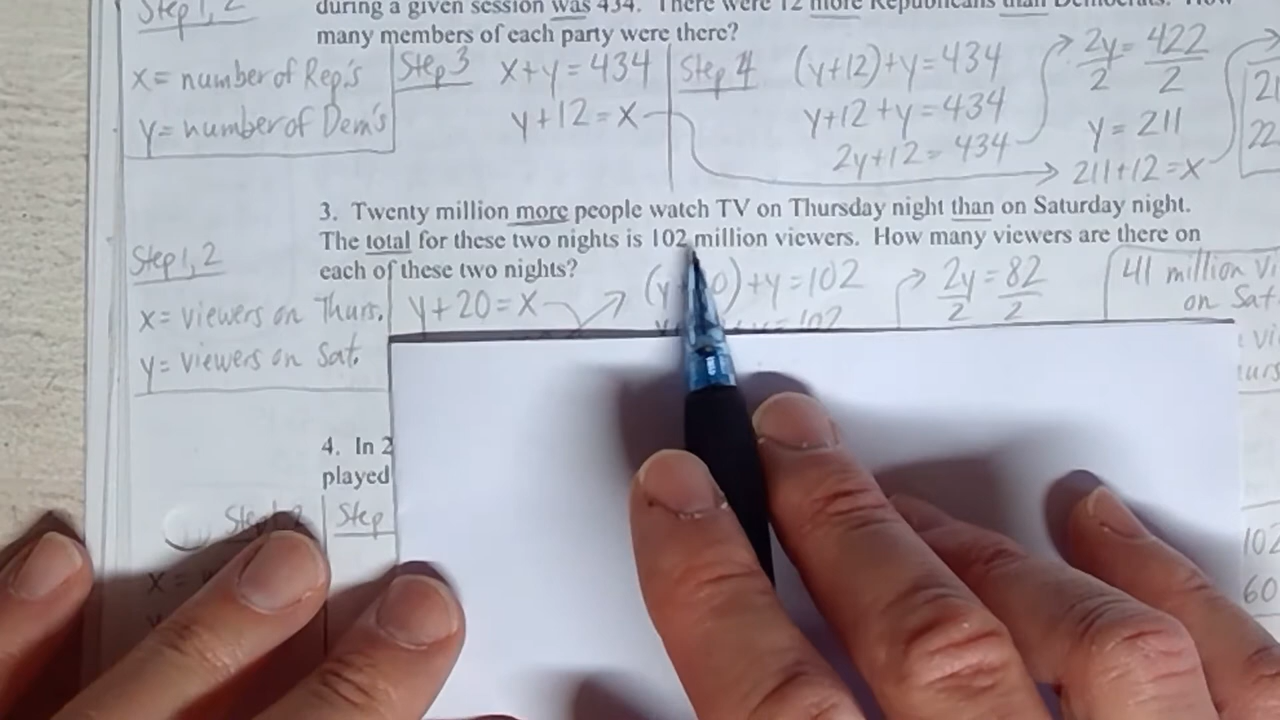 Step 1, 2
during a given session was 434. There were 12 more Republicans than Democrats. How
many members of each party were there?
x = number of Rep.'s
y = number of Dem's
Step 3
x + y = 434
y + 12 = x
Step 4
(y+12) + y = 434
y + 12 + y = 434
2y + 12 = 434
2y = 422
2 2
y = 211
211 + 12 = x
3. Twenty million more people watch TV on Thursday night than on Saturday night.
The total for these two nights is 102 million viewers. How many viewers are there on
each of these two nights?
Step 1, 2
x = viewers on Thurs.
y = viewers on Sat.
y + 20 = x
+ y = 102
2y = 82
2 2
41 million
on Sat
4. In 2
played
Step
102
60